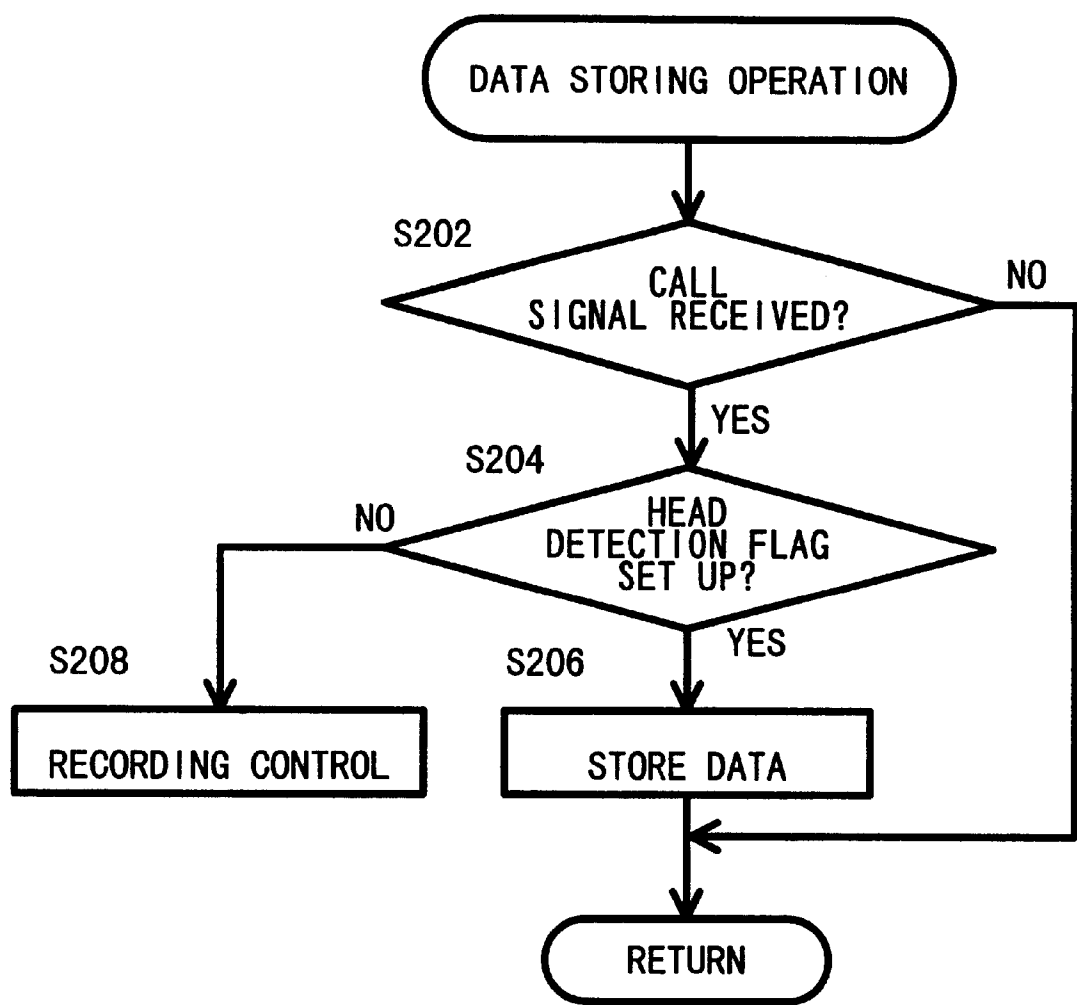 DATA STORING OPERATION
S202
CALL
SIGNAL RECEIVED?
NO
YES
S204
HEAD
DETECTION FLAG
SET UP?
NO
YES
S208
S206
RECORDING CONTROL
STORE DATA
RETURN